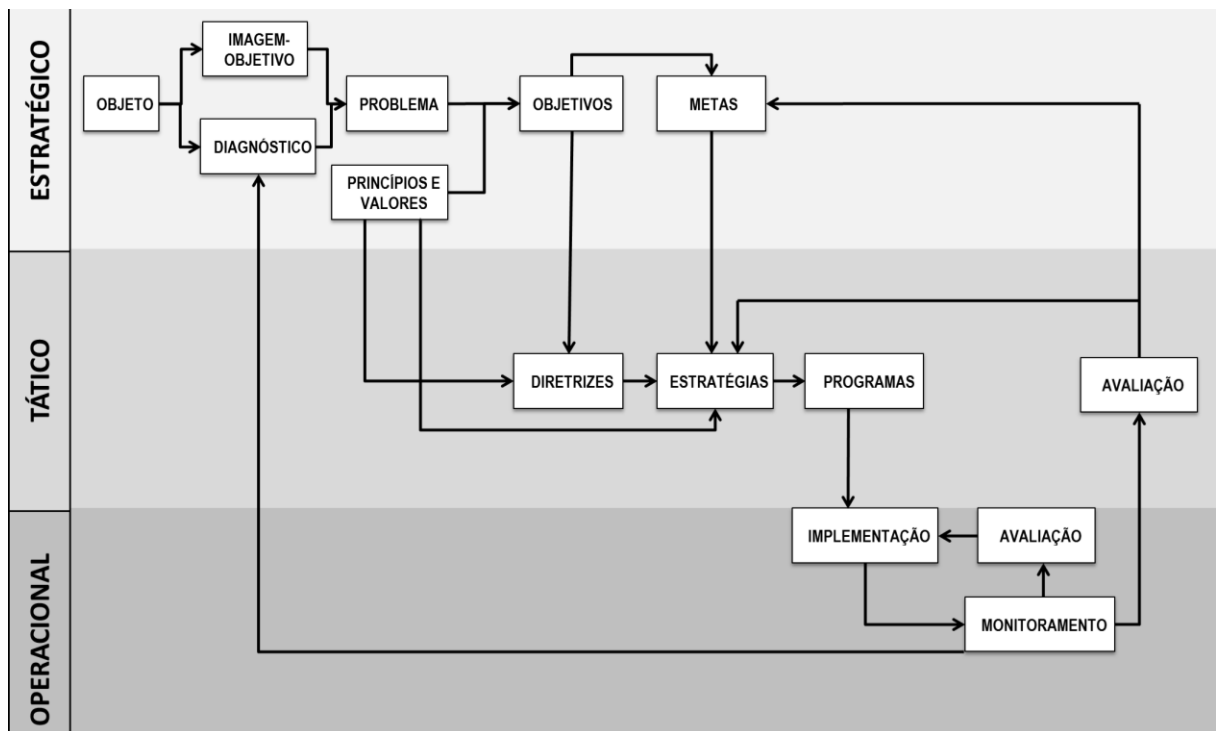 ESTRATÉGICO
IMAGEM-
OBJETIVO
OBJETO
DIAGNÓSTICO
PROBLEMA
PRINCÍPIOS E
VALORES
OBJETIVOS
METAS
TÁTICO
DIRETRIZES
ESTRATÉGIAS
PROGRAMAS
AVALIAÇÃO
OPERACIONAL
IMPLEMENTAÇÃO
AVALIAÇÃO
MONITORAMENTO